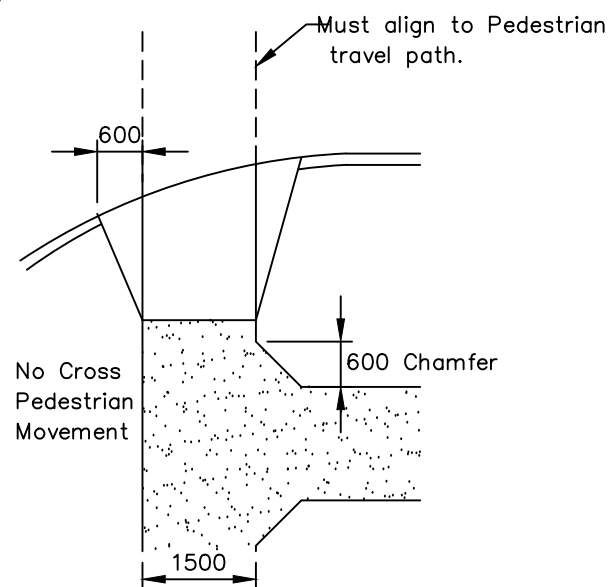 Must align to Pedestrian
travel path.
600
600 Chamfer
No Cross
Pedestrian
Movement
1500